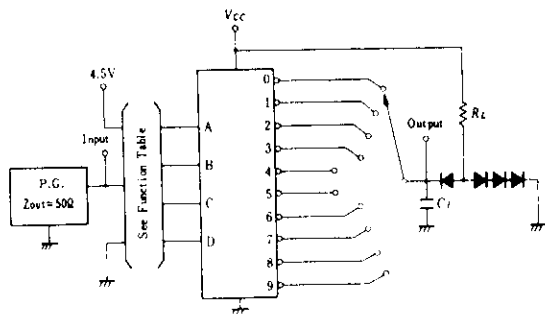 VCC
4.5V
Input
P.G.
Zout=50Ω
See Function Table
A
B
C
D
0
1
2
3
4
5
6
7
8
9
Output
RL
CL